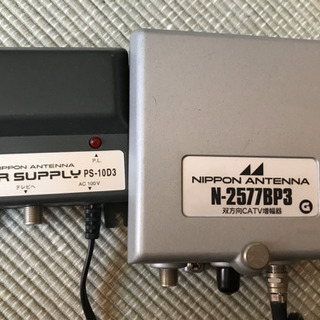 P.L.
NIPPON ANTENNA
R SUPPLY PS-10D3
テレビへ
AC 100V
NIPPON ANTENNA
N-2577BP3
双方向CATV増幅器
G